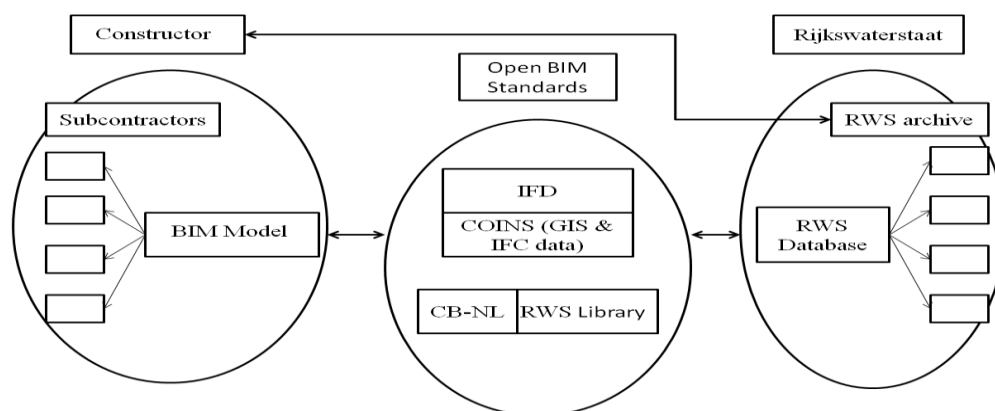 Constructor
Rijkswaterstaat
Open BIM
Standards
Subcontractors
RWS archive
IFD
BIM Model
COINS (GIS &
IFC data)
RWS
Database
CB-NL
RWS Library